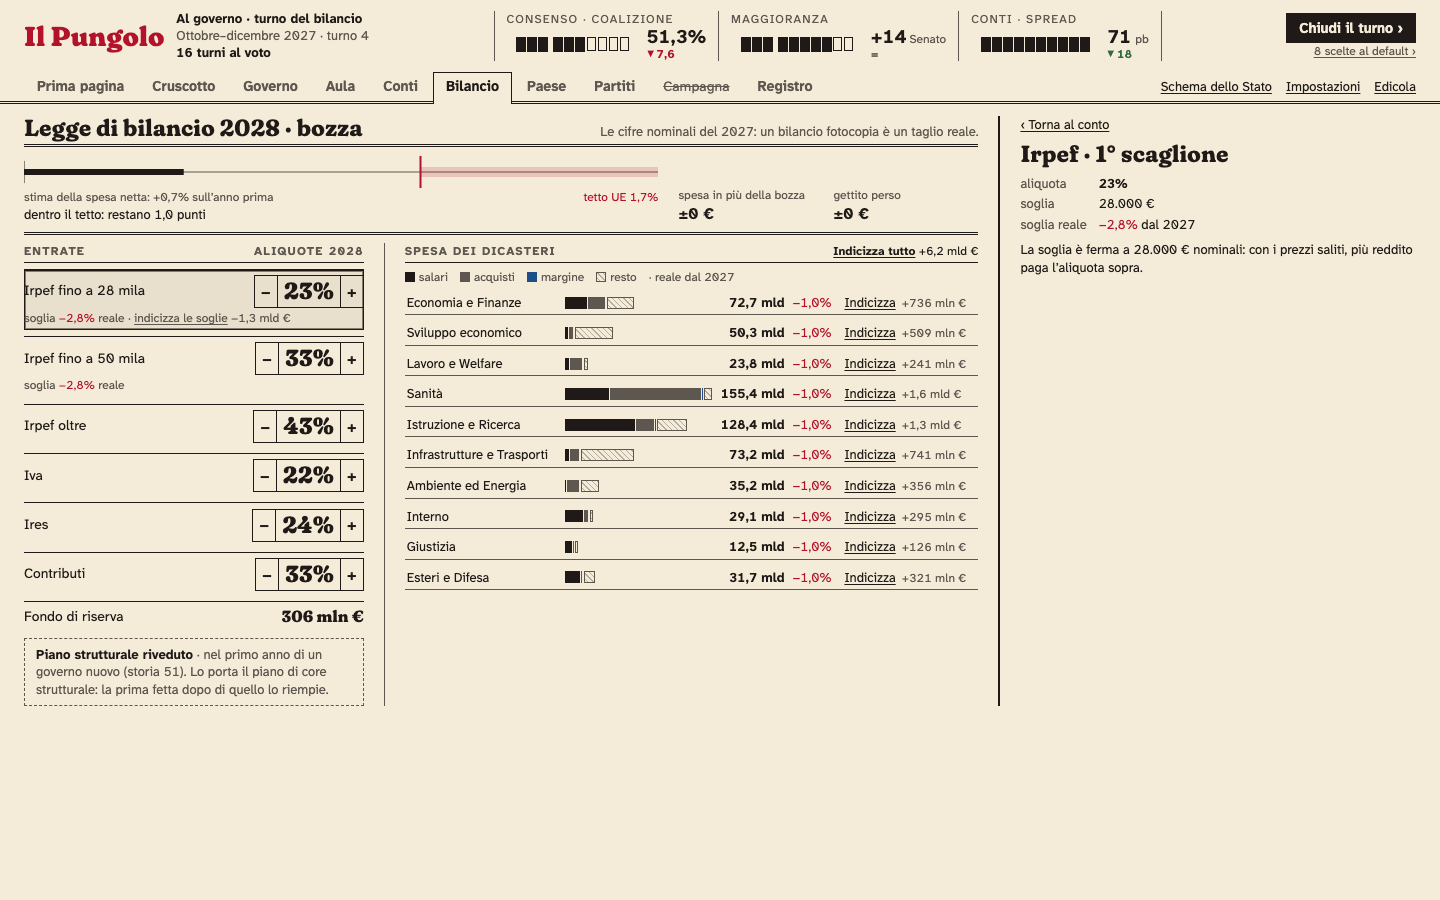 Il Pungolo
Al governo · turno del bilancio
Ottobre–dicembre 2027 · turno 4
16 turni al voto
CONSENSO · COALIZIONE
51,3%
▼7,6
MAGGIORANZA
+14 Senato
=
CONTI · SPREAD
71 pb
▼18
Chiudi il turno ›
8 scelte al default ›
Prima pagina Cruscotto Governo Aula Conti Bilancio Paese Partiti Campagna Registro
Schema dello Stato Impostazioni Edicola
Legge di bilancio 2028 · bozza
Le cifre nominali del 2027: un bilancio fotocopia è un taglio reale.
stima della spesa netta: +0,7% sull’anno prima
tetto UE 1,7%
dentro il tetto: restano 1,0 punti
spesa in più della bozza
±0 €
gettito perso
±0 €
ENTRATE ALIQUOTE 2028
Irpef fino a 28 mila – 23% +
soglia –2,8% reale · indicizza le soglie –1,3 mld €
Irpef fino a 50 mila – 33% +
soglia –2,8% reale
Irpef oltre – 43% +
Iva – 22% +
Ires – 24% +
Contributi – 33% +
Fondo di riserva 306 mln €
Piano strutturale riveduto · nel primo anno di un
governo nuovo (storia 51). Lo porta il piano di core
strutturale: la prima fetta dopo di quello lo riempie.
SPESA DEI DICASTERI Indicizza tutto +6,2 mld €
salari acquisti margine resto · reale dal 2027
Economia e Finanze 72,7 mld –1,0% Indicizza +736 mln €
Sviluppo economico 50,3 mld –1,0% Indicizza +509 mln €
Lavoro e Welfare 23,8 mld –1,0% Indicizza +241 mln €
Sanità 155,4 mld –1,0% Indicizza +1,6 mld €
Istruzione e Ricerca 128,4 mld –1,0% Indicizza +1,3 mld €
Infrastrutture e Trasporti 73,2 mld –1,0% Indicizza +741 mln €
Ambiente ed Energia 35,2 mld –1,0% Indicizza +356 mln €
Interno 29,1 mld –1,0% Indicizza +295 mln €
Giustizia 12,5 mld –1,0% Indicizza +126 mln €
Esteri e Difesa 31,7 mld –1,0% Indicizza +321 mln €
‹ Torna al conto
Irpef · 1° scaglione
aliquota 23%
soglia 28.000 €
soglia reale –2,8% dal 2027
La soglia è ferma a 28.000 € nominali: con i prezzi saliti, più reddito
paga l’aliquota sopra.